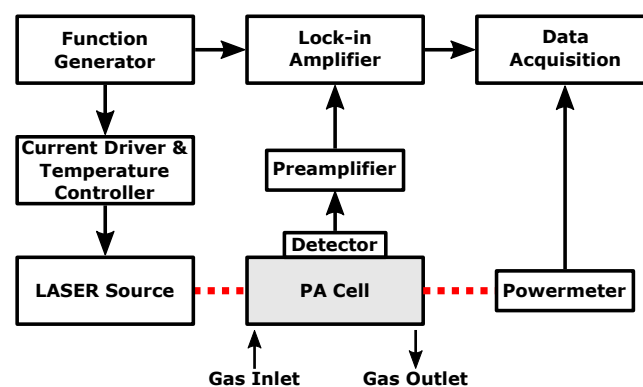 Function
Generator
Lock-in
Amplifier
Data
Acquisition
Current Driver &
Temperature
Controller
Preamplifier
Detector
LASER Source
PA Cell
Powermeter
Gas Inlet
Gas Outlet